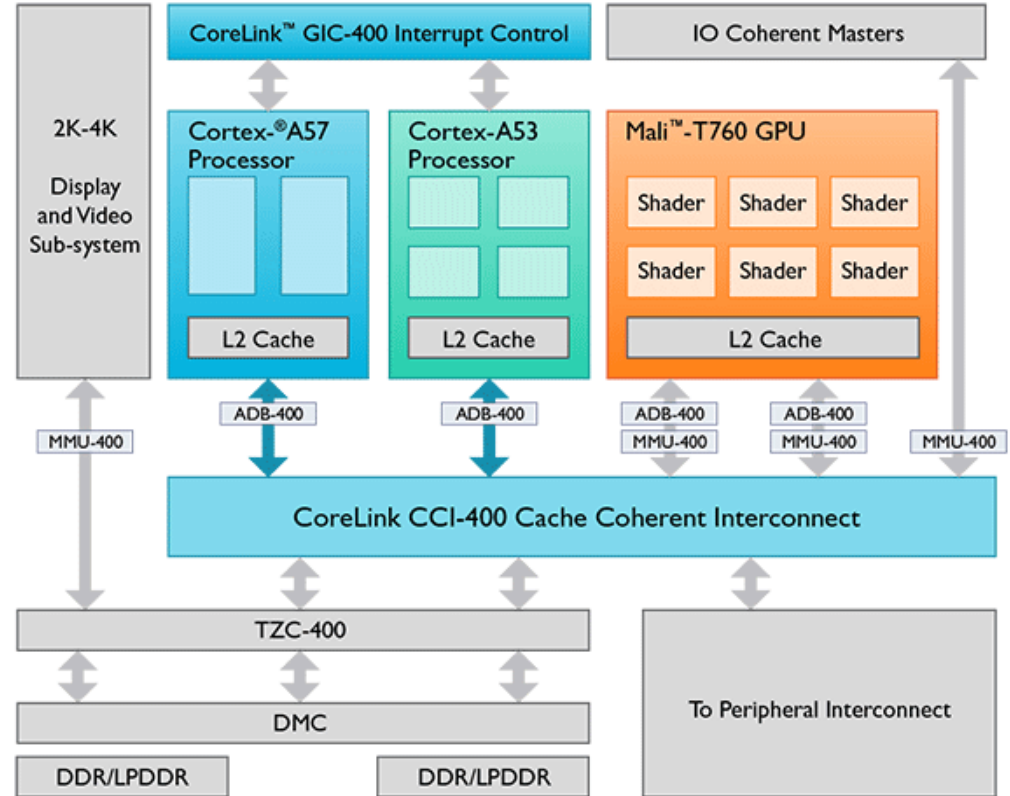 CoreLink™ GIC-400 Interrupt Control
IO Coherent Masters
2K-4K
Display
and Video
Sub-system
Cortex-®A57
Processor
L2 Cache
Cortex-A53
Processor
L2 Cache
Mali™-T760 GPU
Shader Shader Shader
Shader Shader Shader
L2 Cache
ADB-400 ADB-400 ADB-400 ADB-400
MMU-400 MMU-400 MMU-400 MMU-400
CoreLink CCI-400 Cache Coherent Interconnect
TZC-400
DMC
To Peripheral Interconnect
DDR/LPDDR DDR/LPDDR